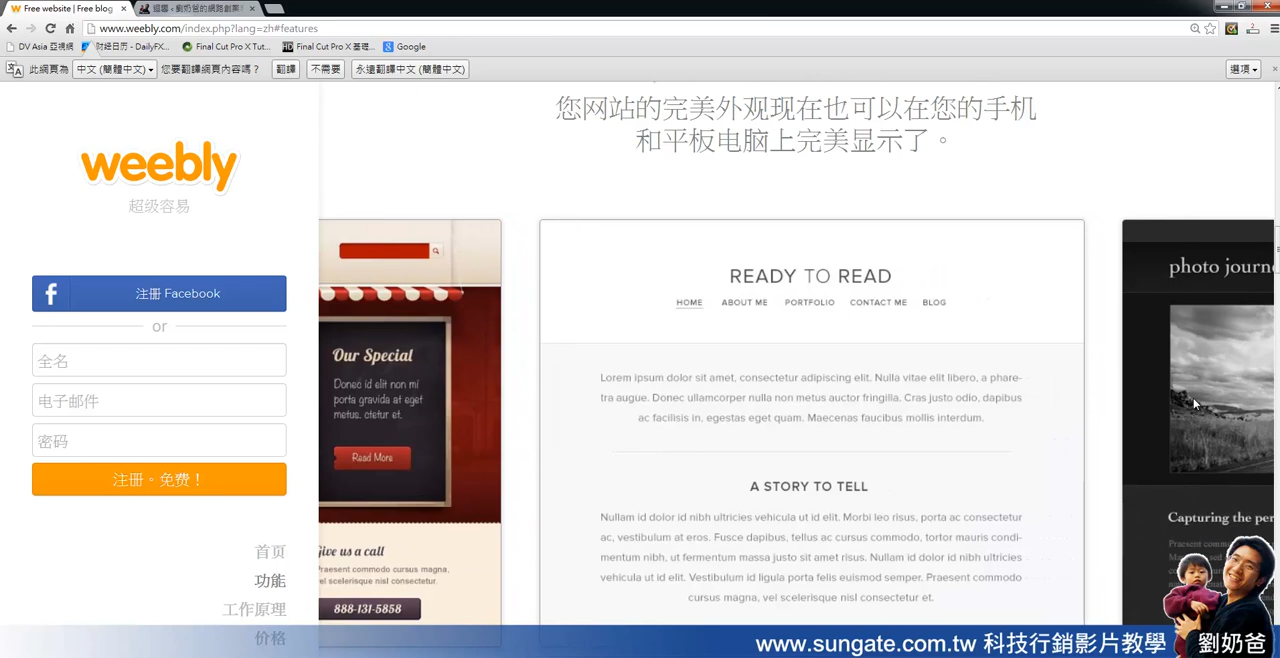 Free website | Free blog
www.weebly.com/index.php?lang=zh#features
DV Asia 亞視網
財經日历 - DailyFX...
Final Cut Pro X Tut...
Final Cut Pro X 基礎...
Google
此網頁為 中文 (簡體中文) 您要翻譯網頁內容嗎？ 翻譯 不需要 永遠翻譯中文 (簡體中文) 選項
weebly
超级容易
注册 Facebook
or
全名
电子邮件
密码
注册。免费！
首页
功能
工作原理
价格
您网站的完美外观现在也可以在您的手机
和平板电脑上完美显示了。
Our Special
Donec id elit non mi
porta gravida at eget
metus. ctetur et.
Read More
Give us a call
Praesent commodo cursus magna,
vel scelerisque nisl consectetur et.
888-131-5858
READY TO READ
HOME ABOUT ME PORTFOLIO CONTACT ME BLOG
Lorem ipsum dolor sit amet, consectetur adipiscing elit. Nulla vitae elit libero, a phare-
tra augue. Donec ullamcorper nulla non metus auctor fringilla. Cras justo odio, dapibus
ac facilisis in, egestas eget quam. Maecenas faucibus mollis interdum.
A STORY TO TELL
Nullam id dolor id nibh ultricies vehicula ut id elit. Morbi leo risus, porta ac consectetur
ac, vestibulum at eros. Fusce dapibus, tellus ac cursus commodo, tortor mauris condi-
mentum nibh, ut fermentum massa justo sit amet risus. Nullam id dolor id nibh ultricies
vehicula ut id elit. Vestibulum id ligula porta felis euismod semper. Praesent commodo
cursus magna, vel scelerisque nisl consectetur et.
photo journ
Capturing the per
Praesent comm
www.sungate.com.tw 科技行銷影片教學 劉奶爸